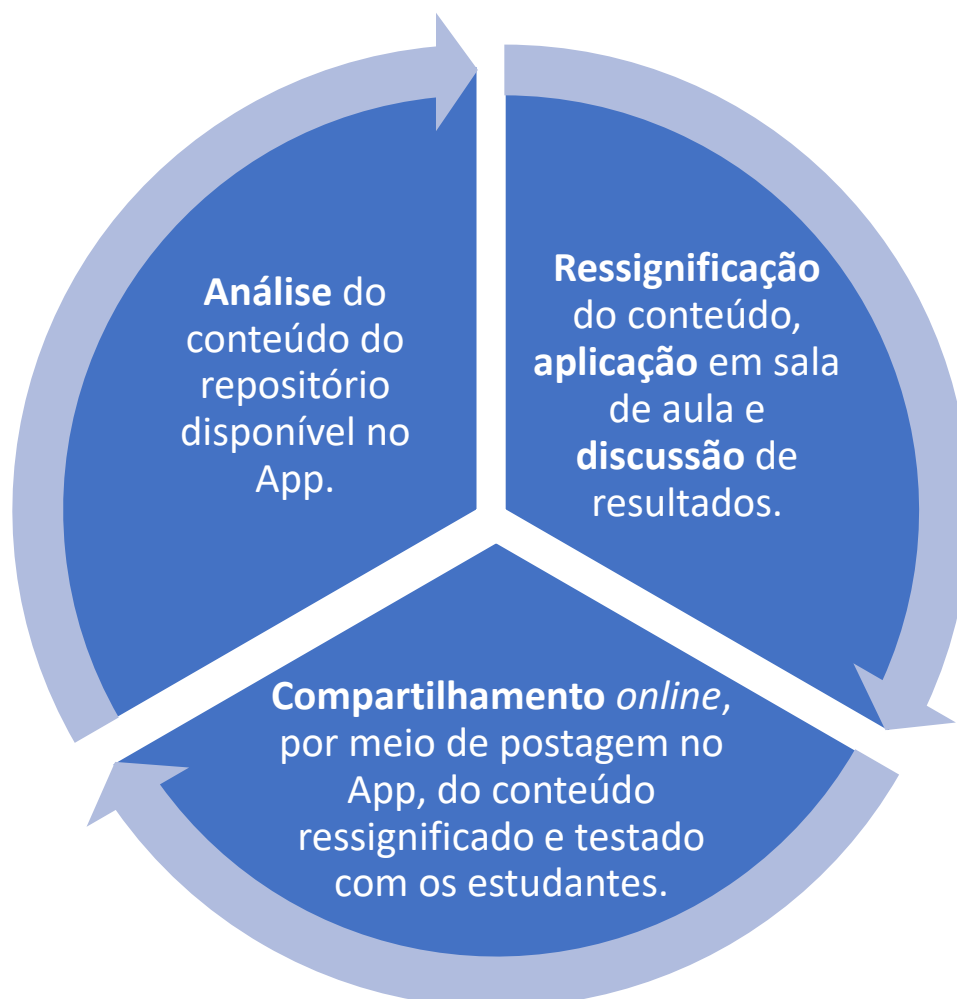 Análise do
conteúdo do
repositório
disponível no
App.
Ressignificação
do conteúdo,
aplicação em sala
de aula e
discussão de
resultados.
Compartilhamento online,
por meio de postagem no
App, do conteúdo
ressignificado e testado
com os estudantes.